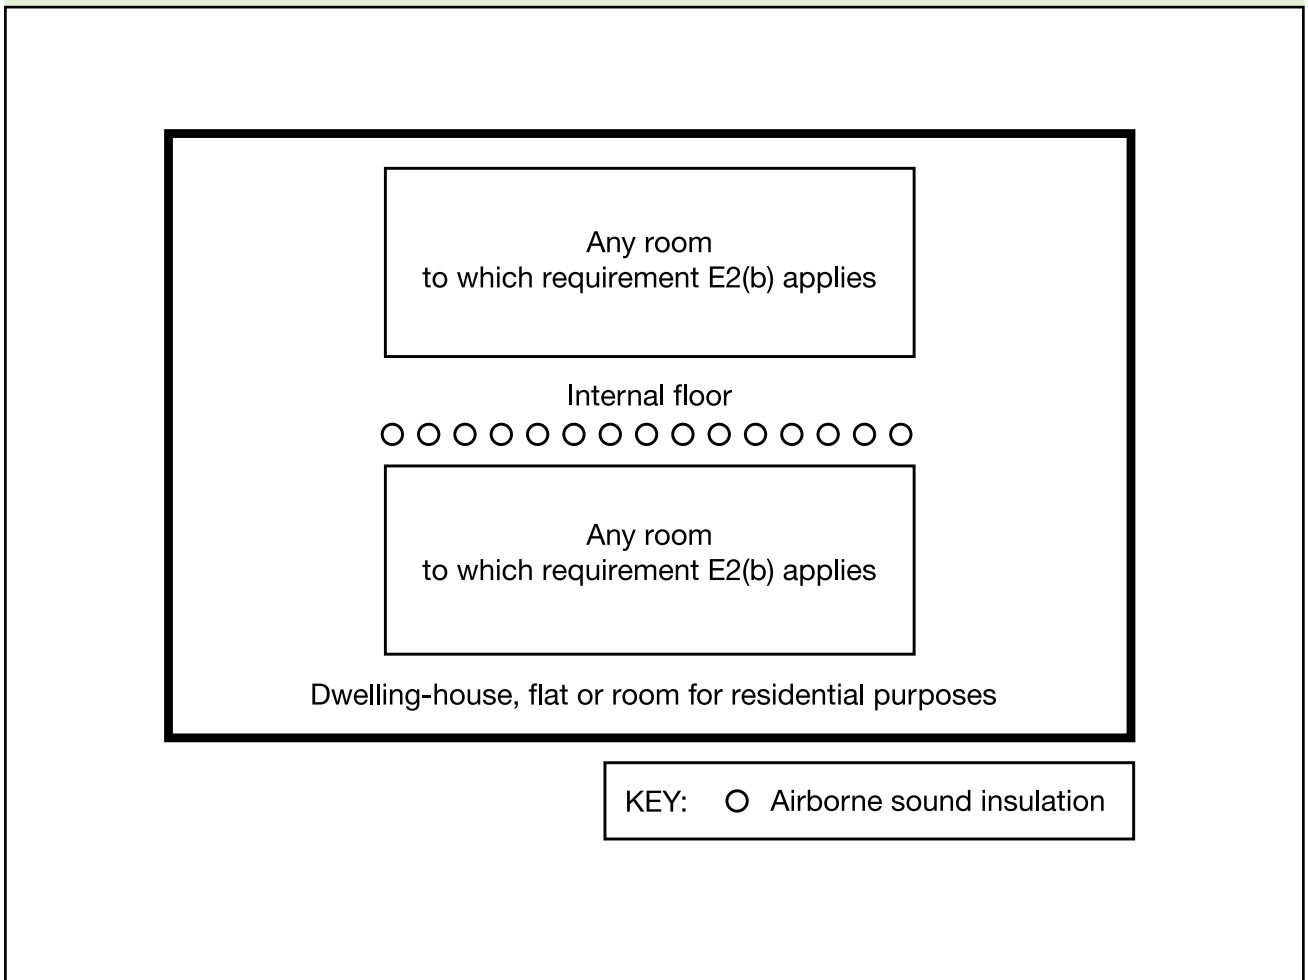 Any room
to which requirement E2(b) applies
Internal floor
Any room
to which requirement E2(b) applies
Dwelling-house, flat or room for residential purposes
KEY: O Airborne sound insulation